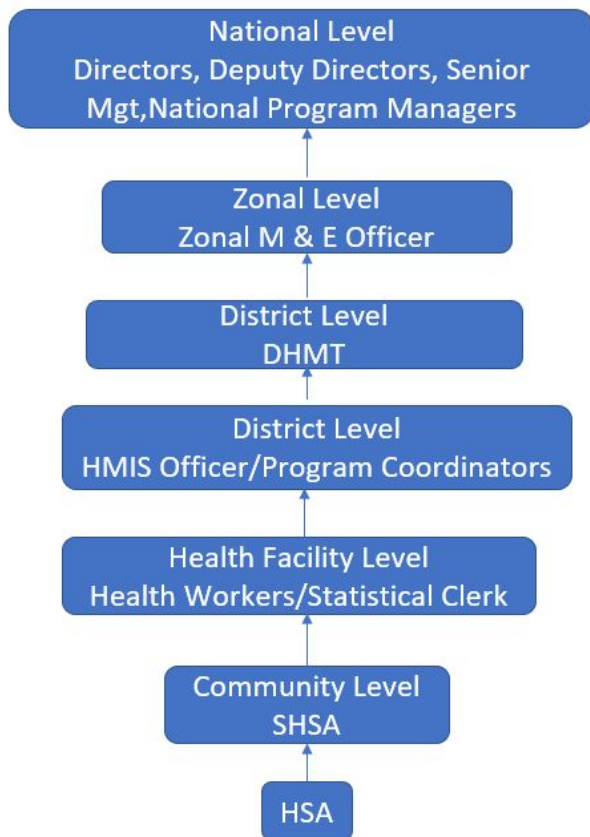 National Level
Directors, Deputy Directors, Senior
Mgt,National Program Managers
Zonal Level
Zonal M & E Officer
District Level
DHMT
District Level
HMIS Officer/Program Coordinators
Health Facility Level
Health Workers/Statistical Clerk
Community Level
SHSA
HSA